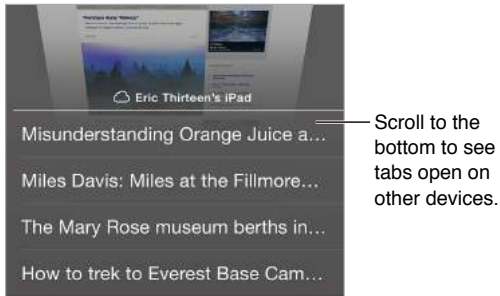 Eric Thirteen's iPad
Misunderstanding Orange Juice a…
Miles Davis: Miles at the Fillmore…
The Mary Rose museum berths in…
How to trek to Everest Base Cam…
Scroll to the
bottom to see
tabs open on
other devices.